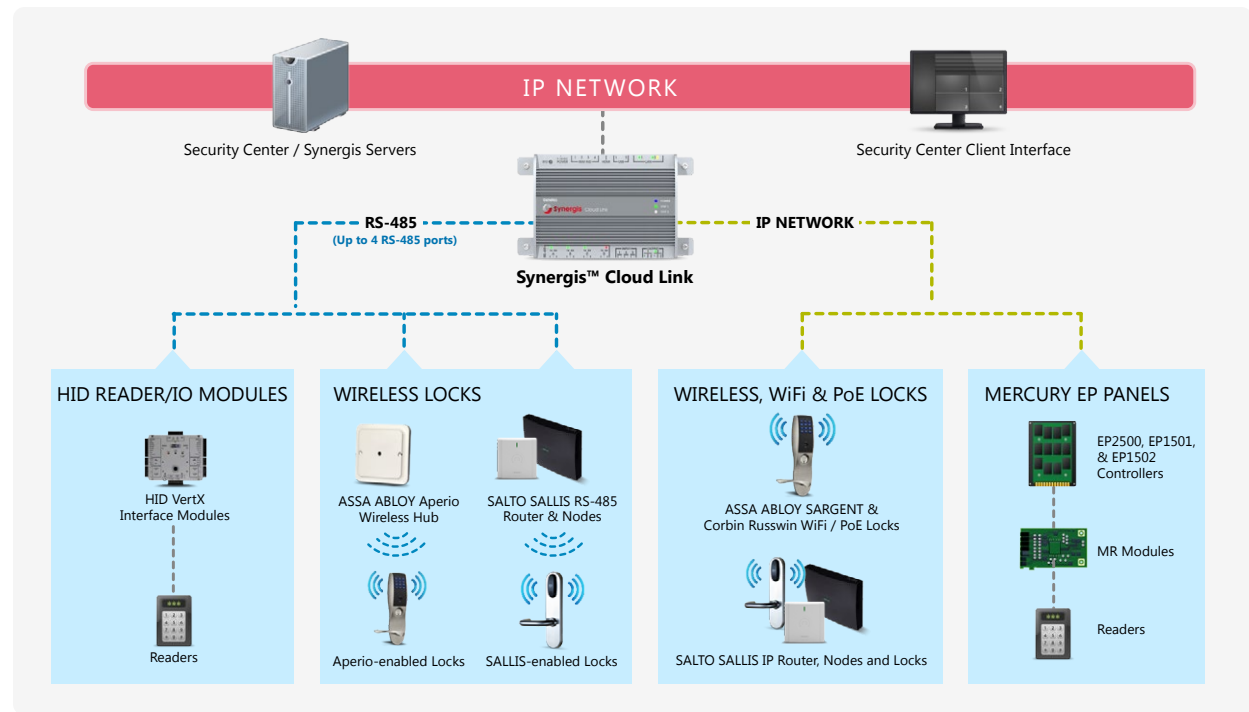 IP NETWORK
Security Center / Synergis Servers
Security Center Client Interface
Synergis Cloud Link
RS-485
(Up to 4 RS-485 ports)
IP NETWORK
Synergis™ Cloud Link
HID READER/IO MODULES
HID VertX
Interface Modules
Readers
WIRELESS LOCKS
ASSA ABLOY Aperio
Wireless Hub
SALTO SALLIS RS-485
Router & Nodes
Aperio-enabled Locks
SALLIS-enabled Locks
WIRELESS, WiFi & PoE LOCKS
ASSA ABLOY SARGENT &
Corbin Russwin WiFi / PoE Locks
SALTO SALLIS IP Router, Nodes and Locks
MERCURY EP PANELS
EP2500, EP1501,
& EP1502
Controllers
MR Modules
Readers